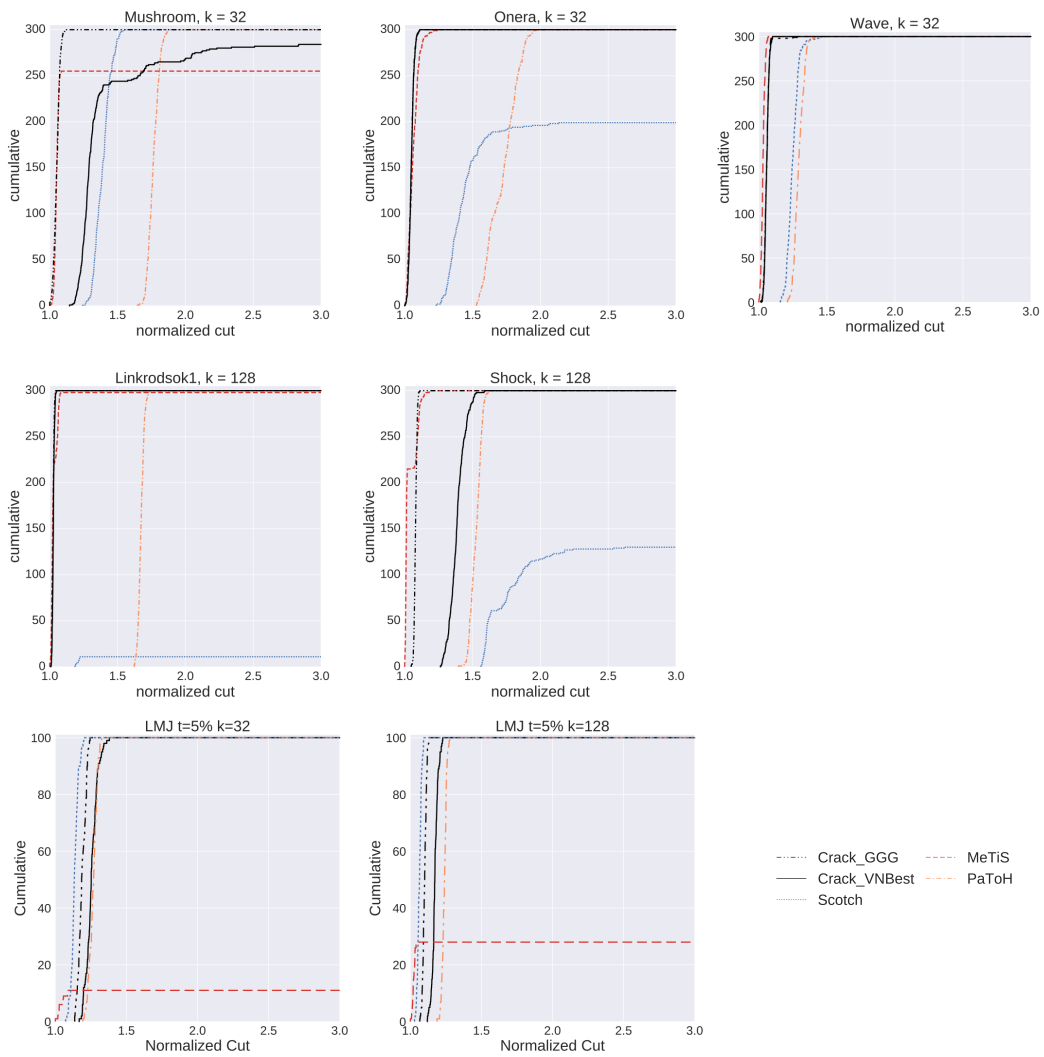 Mushroom, k = 32
300
250
200
150
100
50
0
cumulative
1.0 1.5 2.0 2.5 3.0
normalized cut
Onera, k = 32
300
250
200
150
100
50
0
cumulative
1.0 1.5 2.0 2.5 3.0
normalized cut
Wave, k = 32
300
250
200
150
100
50
0
cumulative
1.0 1.5 2.0 2.5 3.0
normalized cut
Linkrodsok1, k = 128
300
250
200
150
100
50
0
cumulative
1.0 1.5 2.0 2.5 3.0
normalized cut
Shock, k = 128
300
250
200
150
100
50
0
cumulative
1.0 1.5 2.0 2.5 3.0
normalized cut
LMJ t=5% k=32
100
80
60
40
20
0
Cumulative
1.0 1.5 2.0 2.5 3.0
Normalized Cut
LMJ t=5% k=128
100
80
60
40
20
0
Cumulative
1.0 1.5 2.0 2.5 3.0
Normalized Cut
Crack_GGG MeTiS
Crack_VNBest PaToH
Scotch